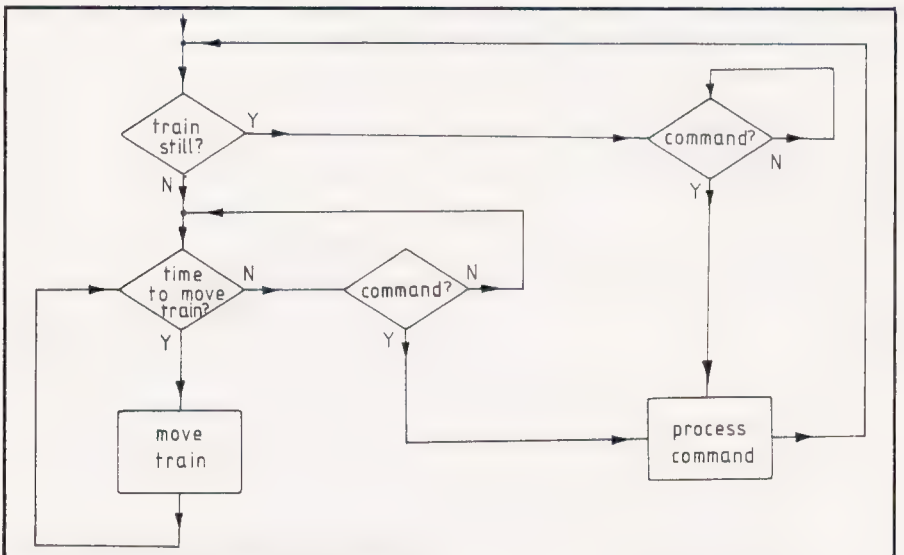 train
still?
Y
N
command?
N
Y
time
to move
train?
N
Y
command?
N
Y
move
train
process
command